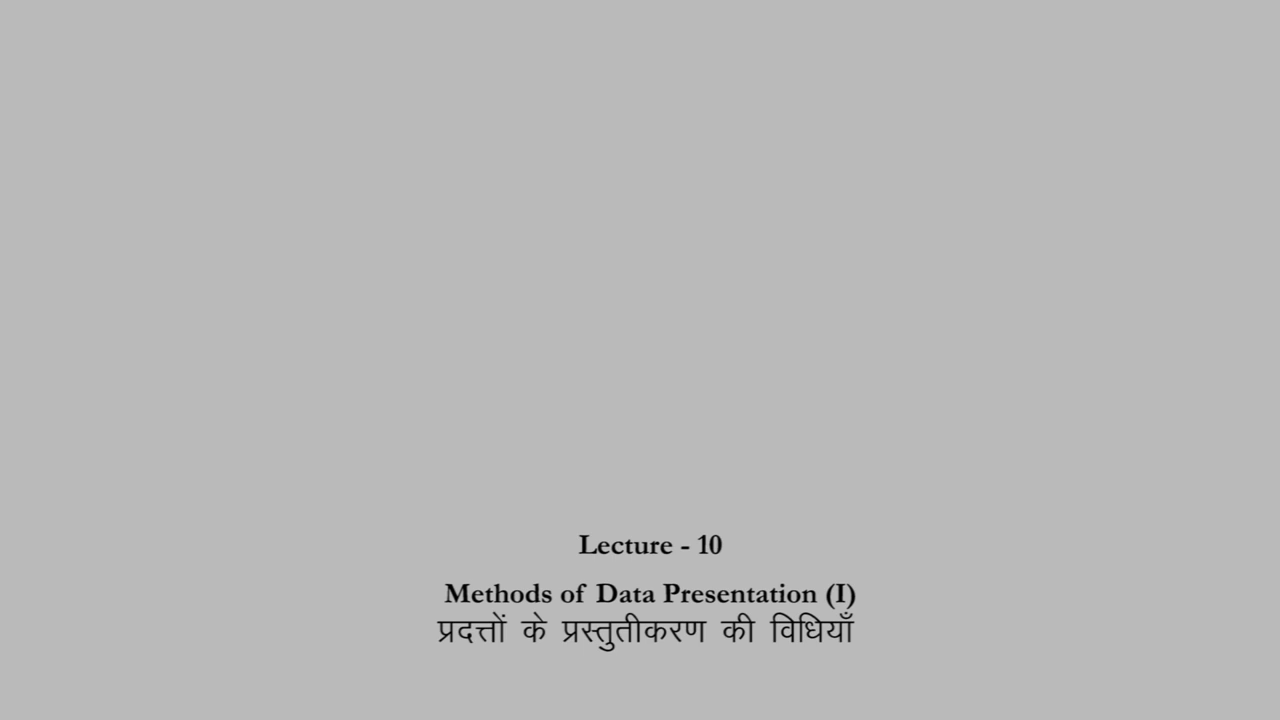 Lecture - 10
Methods of Data Presentation (I)
प्रदत्तों के प्रस्तुतीकरण की विधियाँ